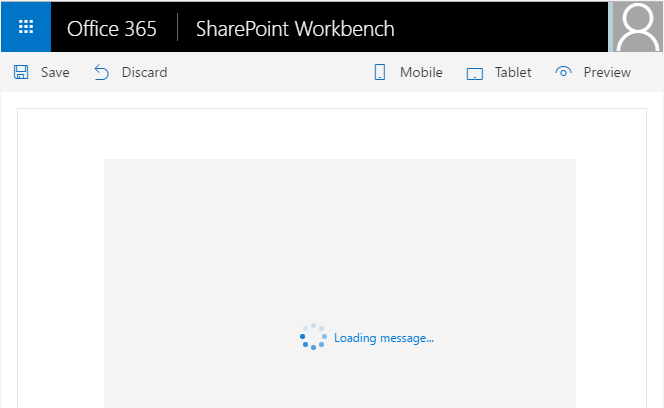 Office 365 SharePoint Workbench
Save Discard Mobile Tablet Preview
Loading message...